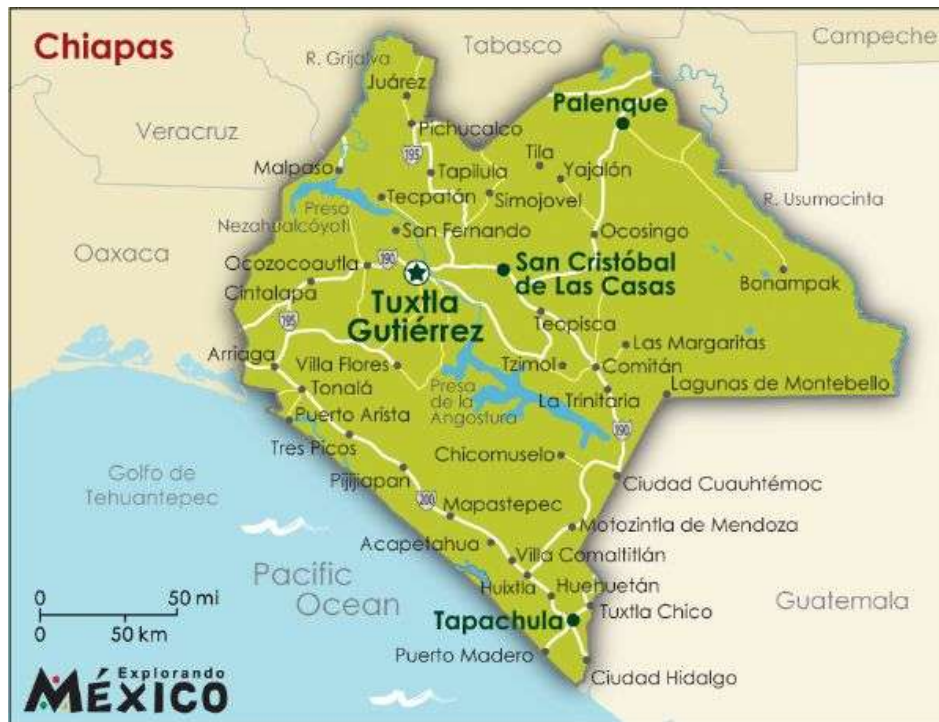 Chiapas
Tabasco
Campeche
R. Grijalva
Juárez
Palenque
Veracruz
Pichucalco
195
Tila
Malpaso
Tapilula
Yajalón
Tecpatán
Simojovel
R. Usumacinta
Presa
Nezahualcóyotl
San Fernando
Ocosingo
Oaxaca
Ocozocoautla
190
San Cristóbal
de Las Casas
Bonampak
Cintalapa
Tuxtla
Gutiérrez
Teopisca
195
Las Margaritas
Arriaga
Villa Flores
Tzimol
Comitán
Tonalá
Presa
de la
Angostura
La Trinitaria
Lagunas de Montebello
Puerto Arista
190
Tres Picos
Chicomuselo
Golfo de
Tehuantepec
Pijijiapan
Ciudad Cuauhtémoc
200
Mapastepec
Motozintla de Mendoza
Acapetahua
Villa Comaltitlán
Pacific
Ocean
Huixtla
Huehuetán
0 50 mi
0 50 km
Tapachula
Tuxtla Chico
Guatemala
Puerto Madero
Ciudad Hidalgo
Explorando
MÉXICO